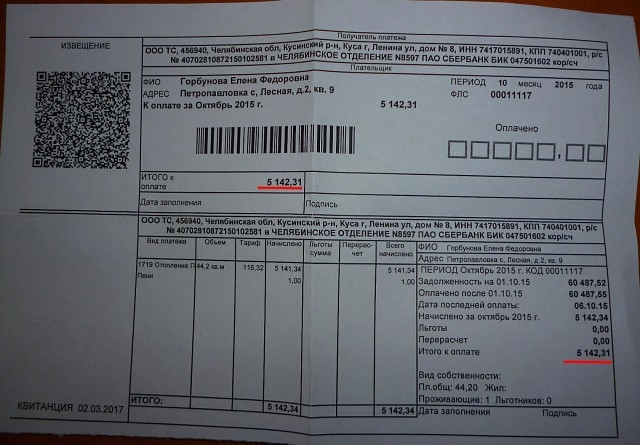 Получатель платежа
ИЗВЕЩЕНИЕ
ООО ТС, 456940, Челябинская обл, Кусинский р-н, Куса г, Ленина ул, дом № 8, ИНН 7417015891, КПП 740401001, р/с
№ 40702810872150102581 в ЧЕЛЯБИНСКОЕ ОТДЕЛЕНИЕ N8597 ПАО СБЕРБАНК БИК 047501602 кор/сч
Плательщик
ФИО Горбунова Елена Федоровна ПЕРИОД 10 месяц 2015 года
АДРЕС Петропавловка с, Лесная, д.2, кв. 9 ФЛС 00011117
К оплате за Октябрь 2015 г. 5 142,31
Оплачено
ИТОГО к оплате 5 142,31
Дата заполнения Подпись
ООО ТС, 456940, Челябинская обл, Кусинский р-н, Куса г, Ленина ул, дом № 8, ИНН 7417015891, КПП 740401001, р/с
№ 40702810872150102581 в ЧЕЛЯБИНСКОЕ ОТДЕЛЕНИЕ N8597 ПАО СБЕРБАНК БИК 047501602 кор/сч
Вид платежа Объем Тариф Начислено Льготы сумма Перерас-чет Всего начислено
1719 Отопление П 44,2 кв.м 116,32 5 141,34 5 141,34
Пени 1,00 1,00
ИТОГО: 5 142,34 5 142,34
ФИО Горбунова Елена Федоровна
Адрес Петропавловка с, Лесная, д.2, кв. 9
ПЕРИОД Октябрь 2015 г. КОД 00011117
Задолженность на 01.10.15 60 487,52
Оплачено после 01.10.15 60 487,55
Дата последней оплаты: 06.10.15
Начислено за октябрь 2015 г. 5 142,34
Льготы 0,00
Перерасчет 0,00
Итого к оплате 5 142,31
Вид собственности:
Пл.общ: 44,20 Жил:
Проживающие: 1 Льготников: 0
Дата заполнения Подпись
КВИТАНЦИЯ 02.03.2017